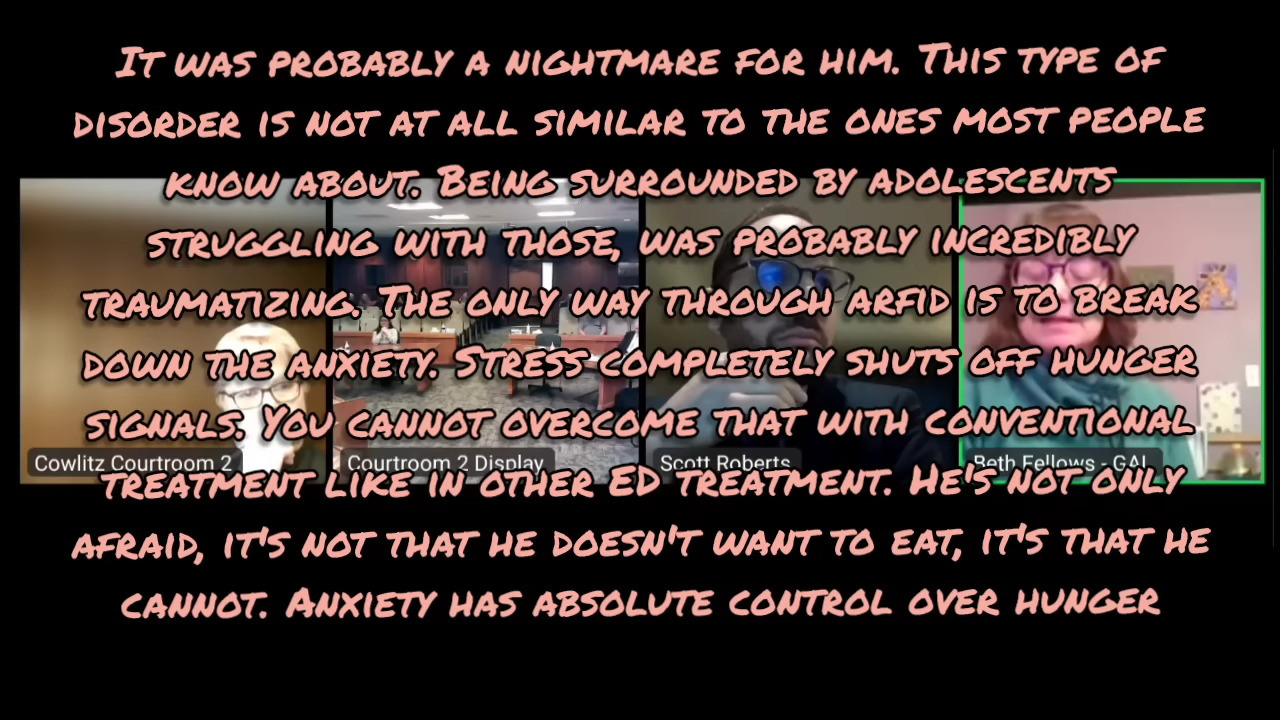 It was probably a nightmare for him. This type of
disorder is not at all similar to the ones most people
know about. Being surrounded by adolescents
struggling with those, was probably incredibly
traumatizing. The only way through ARFID is to break
down the anxiety. Stress completely shuts off hunger
signals. You cannot overcome that with conventional
Cowlitz Courtroom 2
Courtroom 2 Display
Scott Roberts
Beth Fellows - GAL
treatment like in other ED treatment. He's not only
afraid, it's not that he doesn't want to eat, it's that he
cannot. Anxiety has absolute control over hunger